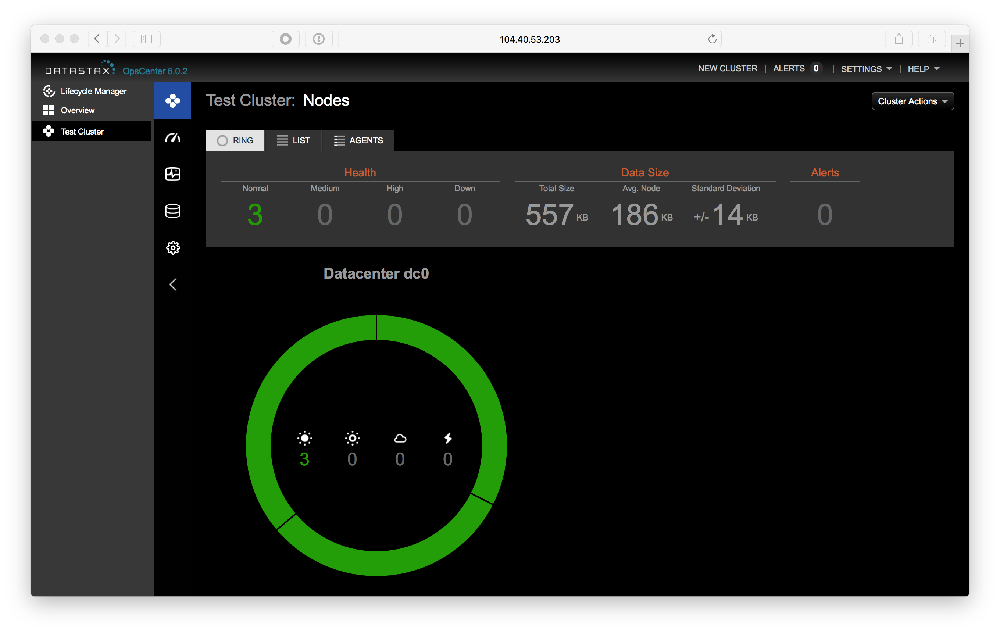 104.40.53.203
DATASTAX OpsCenter 6.0.2
NEW CLUSTER | ALERTS 0 | SETTINGS | HELP
Lifecycle Manager
Overview
Test Cluster
Test Cluster: Nodes
Cluster Actions
RING LIST AGENTS
Health Data Size Alerts
Normal Medium High Down Total Size Avg. Node Standard Deviation
3 0 0 0 557 KB 186 KB +/- 14 KB 0
Datacenter dc0
3 0 0 0